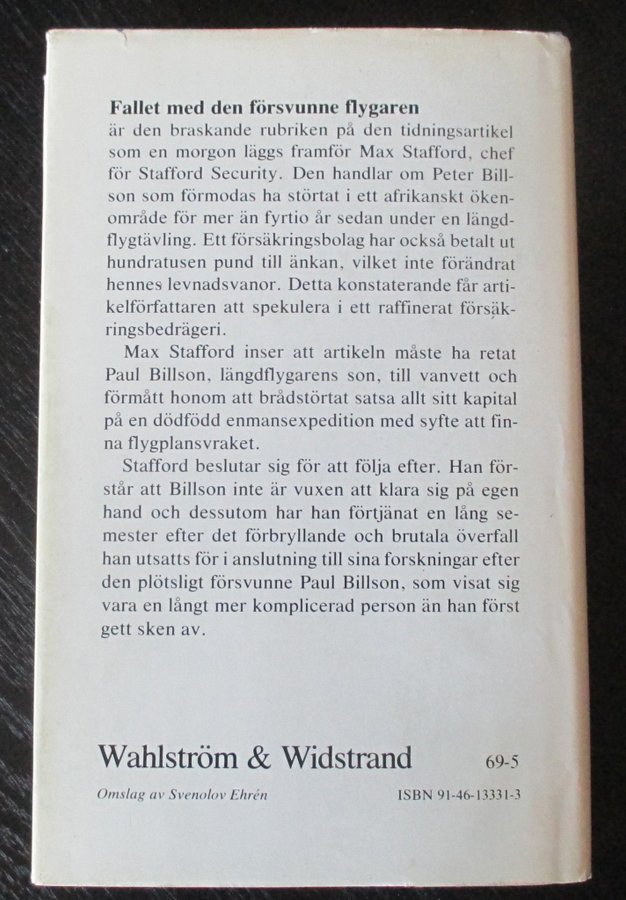 Fallet med den försvunne flygaren
är den braskande rubriken på den tidningsartikel
som en morgon läggs framför Max Stafford, chef
för Stafford Security. Den handlar om Peter Bill-
son som förmodas ha störtat i ett afrikanskt öken-
område för mer än fyrtio år sedan under en längd-
flygtävling. Ett försäkringsbolag har också betalt ut
hundratusen pund till änkan, vilket inte förändrat
hennes levnadsvanor. Detta konstaterande får arti-
kelförfattaren att spekulera i ett raffinerat försäk-
ringsbedrägeri.
Max Stafford inser att artikeln måste ha retat
Paul Billson, längdflygarens son, till vanvett och
förmått honom att brådstörtat satsa allt sitt kapital
på en dödfödd enmansexpedition med syfte att fin-
na flygplansvraket.
Stafford beslutar sig för att följa efter. Han för-
står att Billson inte är vuxen att klara sig på egen
hand och dessutom har han förtjänat en lång se-
mester efter det förbryllande och brutala överfall
han utsatts för i anslutning till sina forskningar efter
den plötsligt försvunne Paul Billson, som visat sig
vara en långt mer komplicerad person än han först
gett sken av.
Wahlström & Widstrand 69-5
Omslag av Svenolov Ehrén ISBN 91-46-13331-3